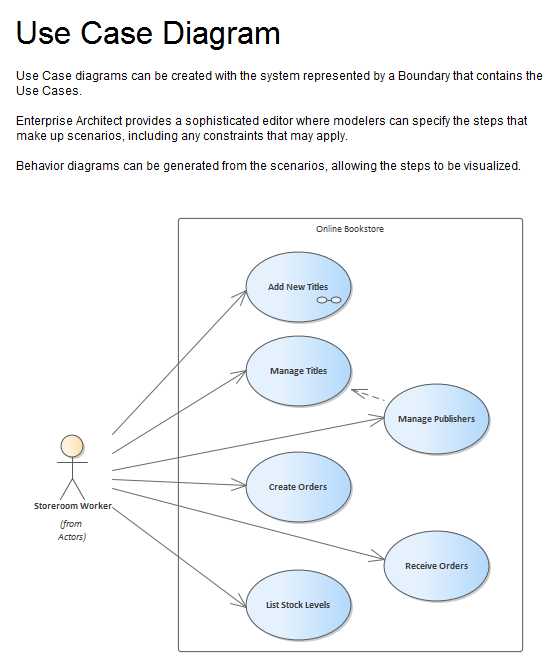 Use Case Diagram
Use Case diagrams can be created with the system represented by a Boundary that contains the
Use Cases.
Enterprise Architect provides a sophisticated editor where modelers can specify the steps that
make up scenarios, including any constraints that may apply.
Behavior diagrams can be generated from the scenarios, allowing the steps to be visualized.
Online Bookstore
Add New Titles
Manage Titles
Manage Publishers
Create Orders
Storeroom Worker
(from
Actors)
Receive Orders
List Stock Levels